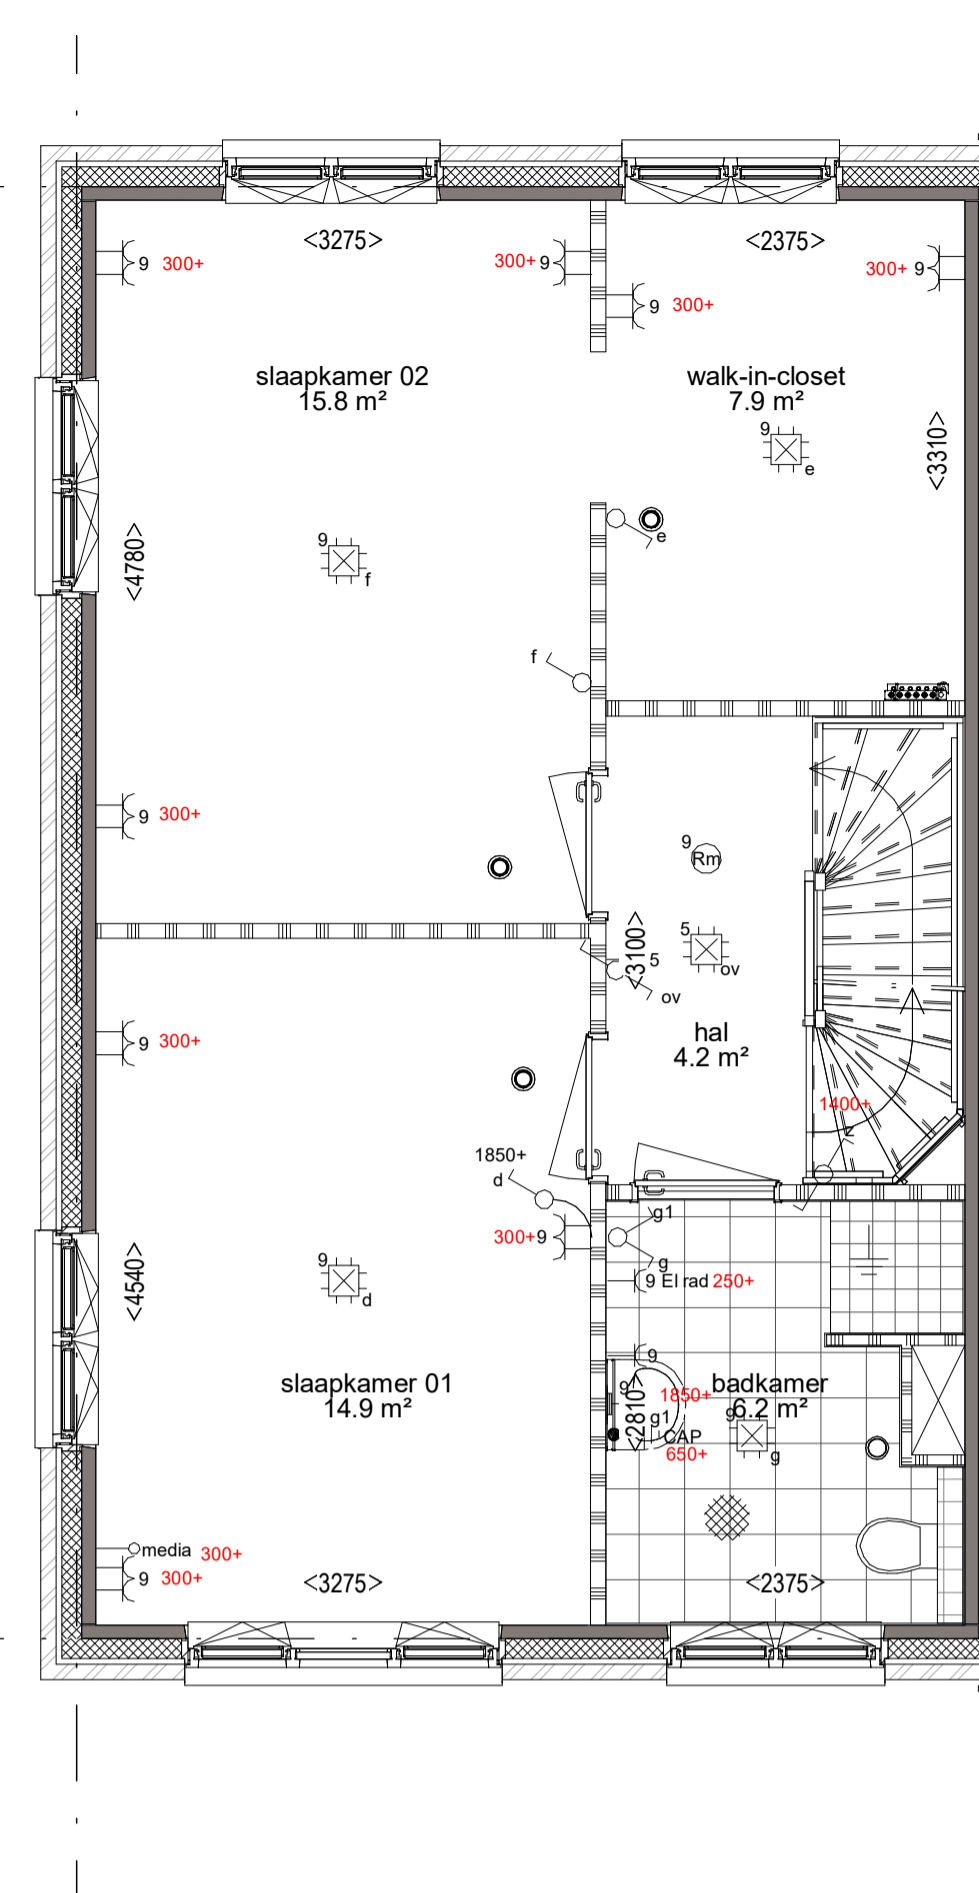 <3275>
<2375>
9 300+
300+ 9
9 300+
300+ 9
slaapkamer 02
15.8 m²
walk-in-closet
7.9 m²
9
e
<3310>
e
<4780>
9
f
f
9 300+
9
Rm
5
ov
<3100>
5
ov
hal
4.2 m²
9 300+
1400+
z
1850+
d
300+ 9
g1
g
9 El rad 250+
<4540>
9
d
9
slaapkamer 01
14.9 m²
9
1850+
badkamer
6.2 m²
<2810>
g1
CAP
650+
9
g
media 300+
9 300+
<3275>
<2375>